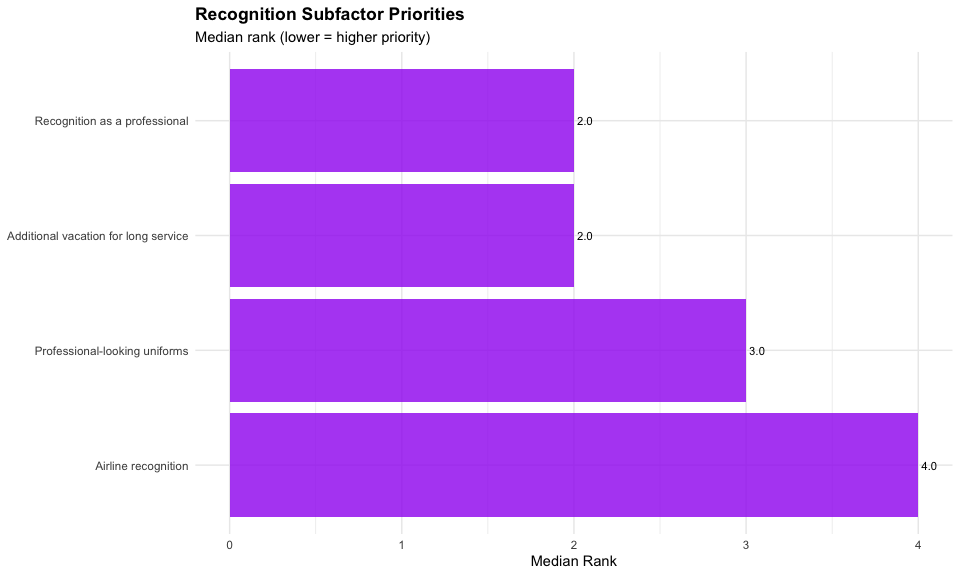 Recognition Subfactor Priorities
Median rank (lower = higher priority)
Recognition as a professional
2.0
Additional vacation for long service
2.0
Professional-looking uniforms
3.0
Airline recognition
4.0
0 1 2 3 4
Median Rank